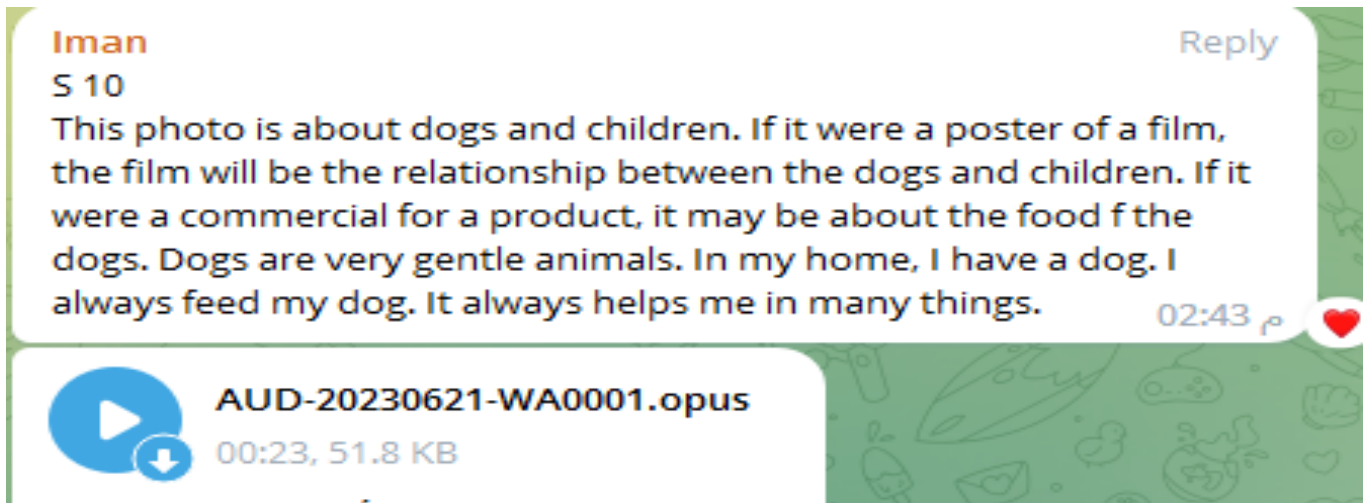 Iman
Reply
S 10
This photo is about dogs and children. If it were a poster of a film,
the film will be the relationship between the dogs and children. If it
were a commercial for a product, it may be about the food f the
dogs. Dogs are very gentle animals. In my home, I have a dog. I
always feed my dog. It always helps me in many things.
02:43 م
AUD-20230621-WA0001.opus
00:23, 51.8 KB